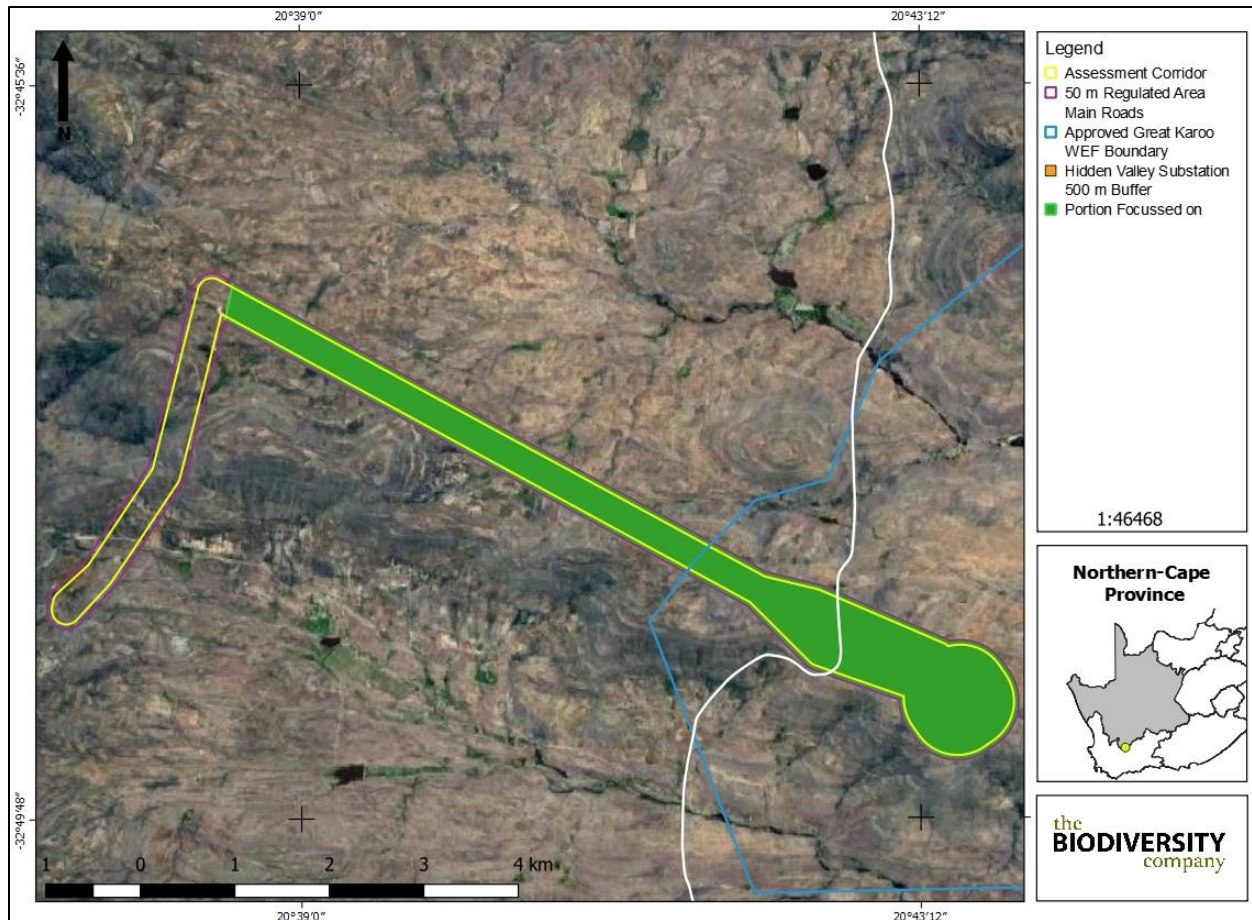 20°39'0"
20°43'12"
-32°45'36"
N
-32°49'48"
1 0 1 2 3 4 km
20°39'0"
20°43'12"
Legend
Assessment Corridor
50 m Regulated Area
Main Roads
Approved Great Karoo
WEF Boundary
Hidden Valley Substation
500 m Buffer
Portion Focussed on
1:46468
Northern-Cape
Province
the
BIODIVERSITY
company